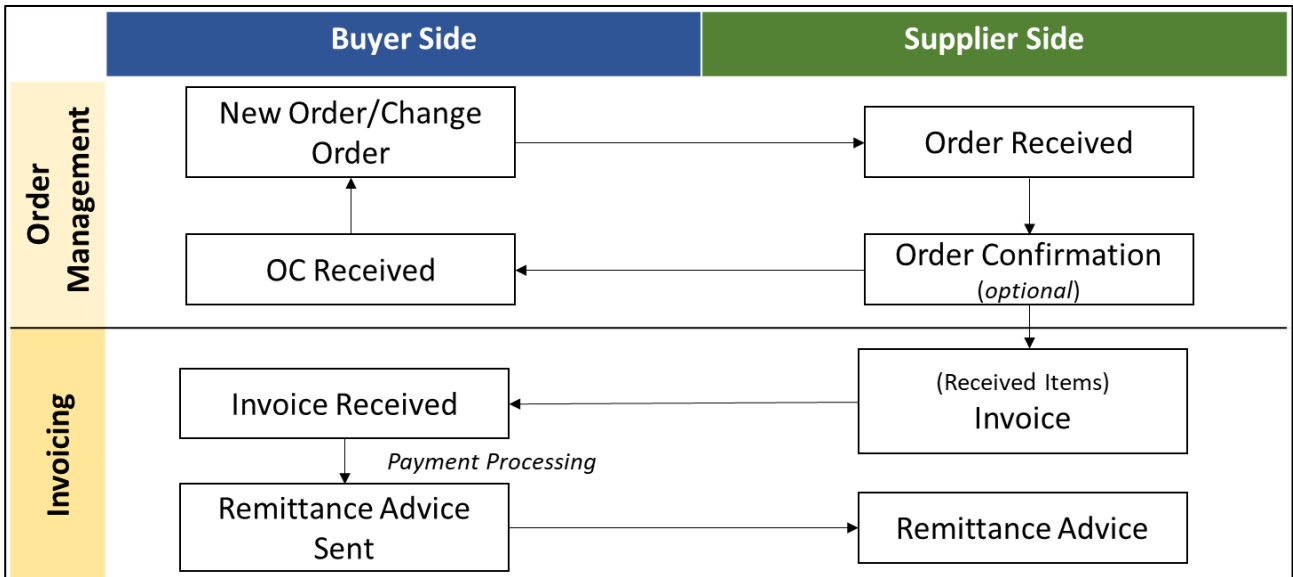 Buyer Side
Supplier Side
Order
Management
New Order/Change
Order
Order Received
OC Received
Order Confirmation
(optional)
Invoicing
(Received Items)
Invoice
Invoice Received
Payment Processing
Remittance Advice
Sent
Remittance Advice